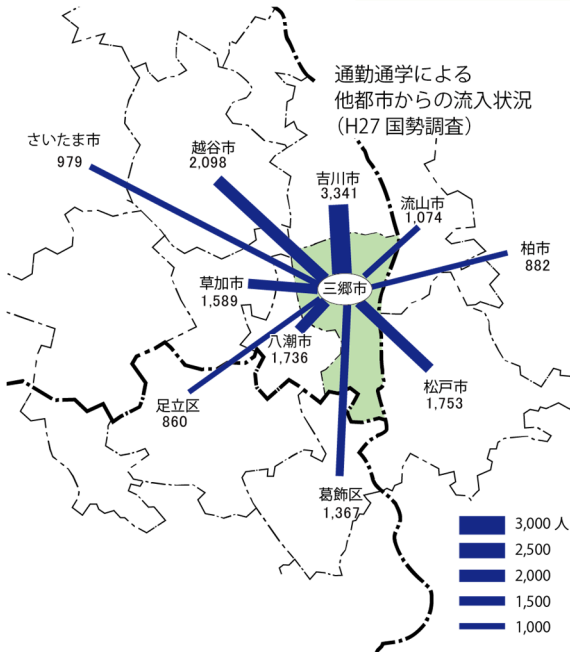 通勤通学による
他都市からの流入状況
（H27 国勢調査）
さいたま市
979
越谷市
2,098
吉川市
3,341
流山市
1,074
柏市
882
草加市
1,589
三郷市
八潮市
1,736
足立区
860
松戸市
1,753
葛飾区
1,367
3,000 人
2,500
2,000
1,500
1,000